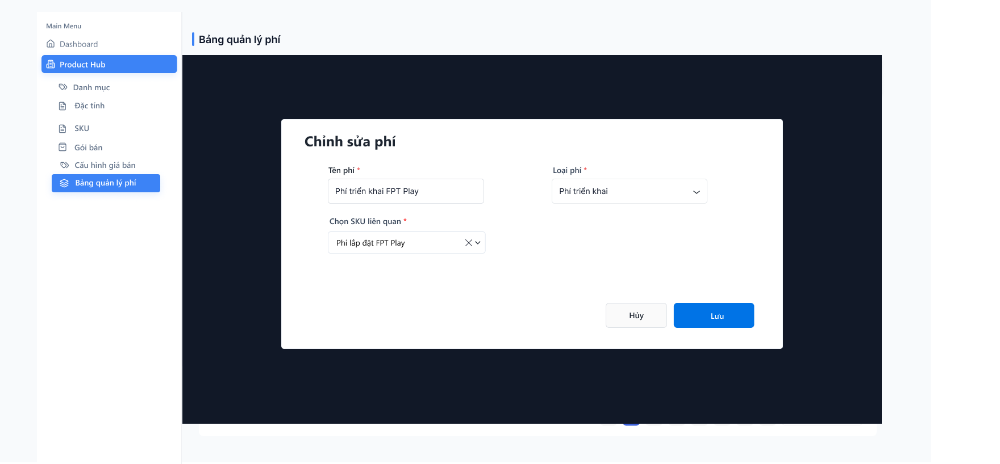 Main Menu
Dashboard
Product Hub
Danh mục
Đặc tính
SKU
Gói bán
Cấu hình giá bán
Bảng quản lý phí
Bảng quản lý phí
Chỉnh sửa phí
Tên phí *
Loại phí *
Phí triển khai FPT Play
Phí triển khai
Chọn SKU liên quan *
Phí lắp đặt FPT Play
Hủy
Lưu